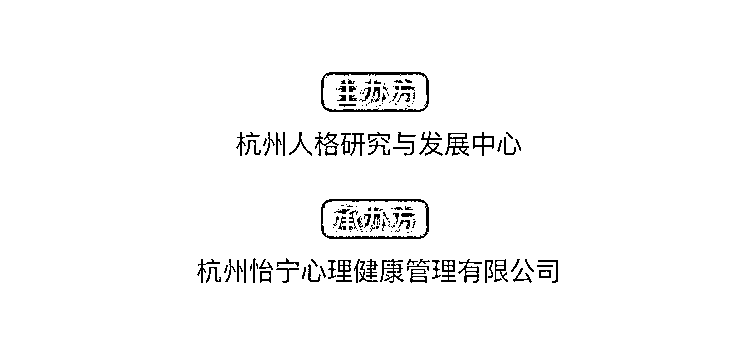 主办方
杭州人格研究与发展中心
承办方
杭州怡宁心理健康管理有限公司